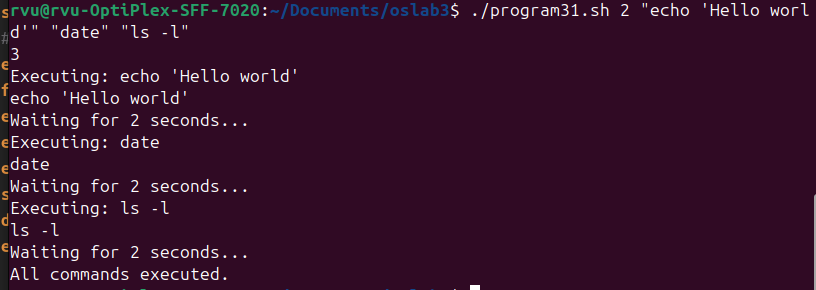 rvu@rvu-OptiPlex-SFF-7020:~/Documents/oslab3$ ./program31.sh 2 "echo 'Hello worl
d'" "date" "ls -l"
3
Executing: echo 'Hello world'
echo 'Hello world'
Waiting for 2 seconds...
Executing: date
date
Waiting for 2 seconds...
Executing: ls -l
ls -l
Waiting for 2 seconds...
All commands executed.